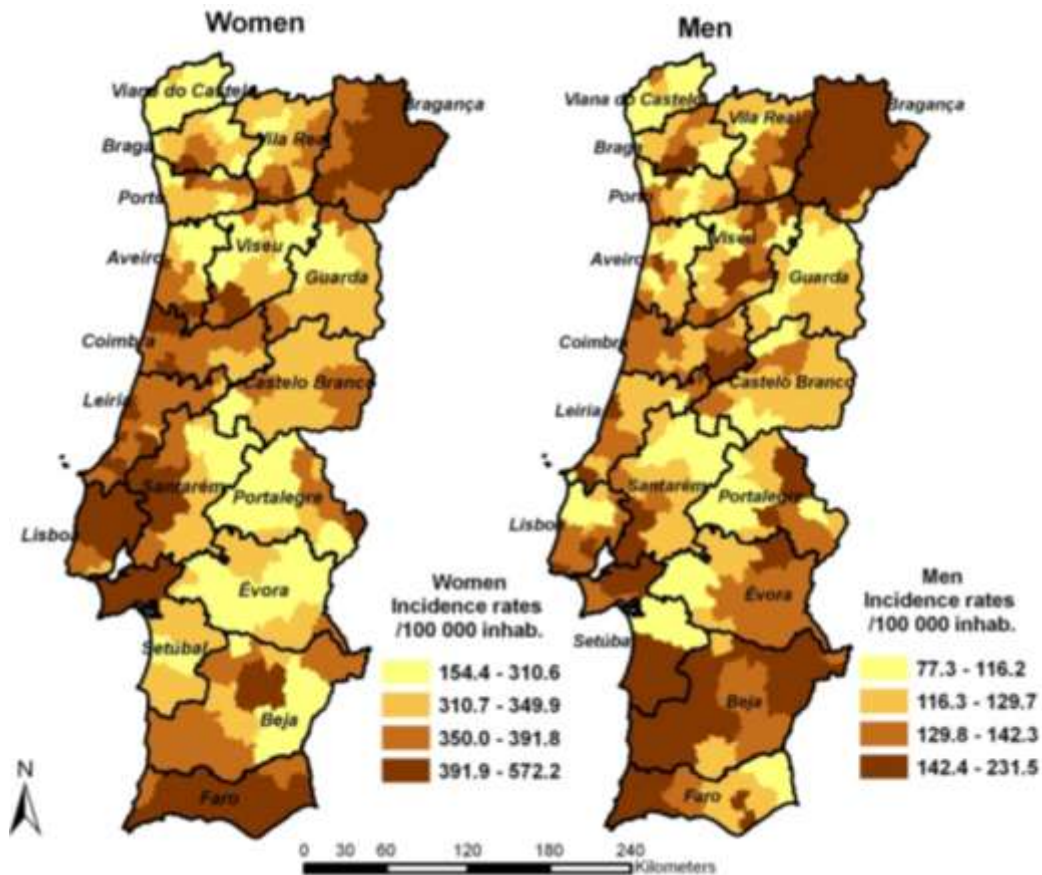 Women
Viana do Castelo
Bragança
Braga
Vila Real
Porto
Aveiro
Viseu
Guarda
Coimbra
Castelo Branco
Leiria
Santarém
Portalegre
Lisboa
Évora
Setúbal
Beja
Faro
Women
Incidence rates
/100 000 inhab.
154.4 - 310.6
310.7 - 349.9
350.0 - 391.8
391.9 - 572.2
Men
Viana do Castelo
Bragança
Vila Real
Braga
Porto
Viseu
Aveiro
Guarda
Coimbra
Castelo Branco
Leiria
Santarém
Portalegre
Lisboa
Évora
Setúbal
Beja
Faro
Men
Incidence rates
/100 000 inhab.
77.3 - 116.2
116.3 - 129.7
129.8 - 142.3
142.4 - 231.5
N
0 30 60 120 180 240
Kilometers